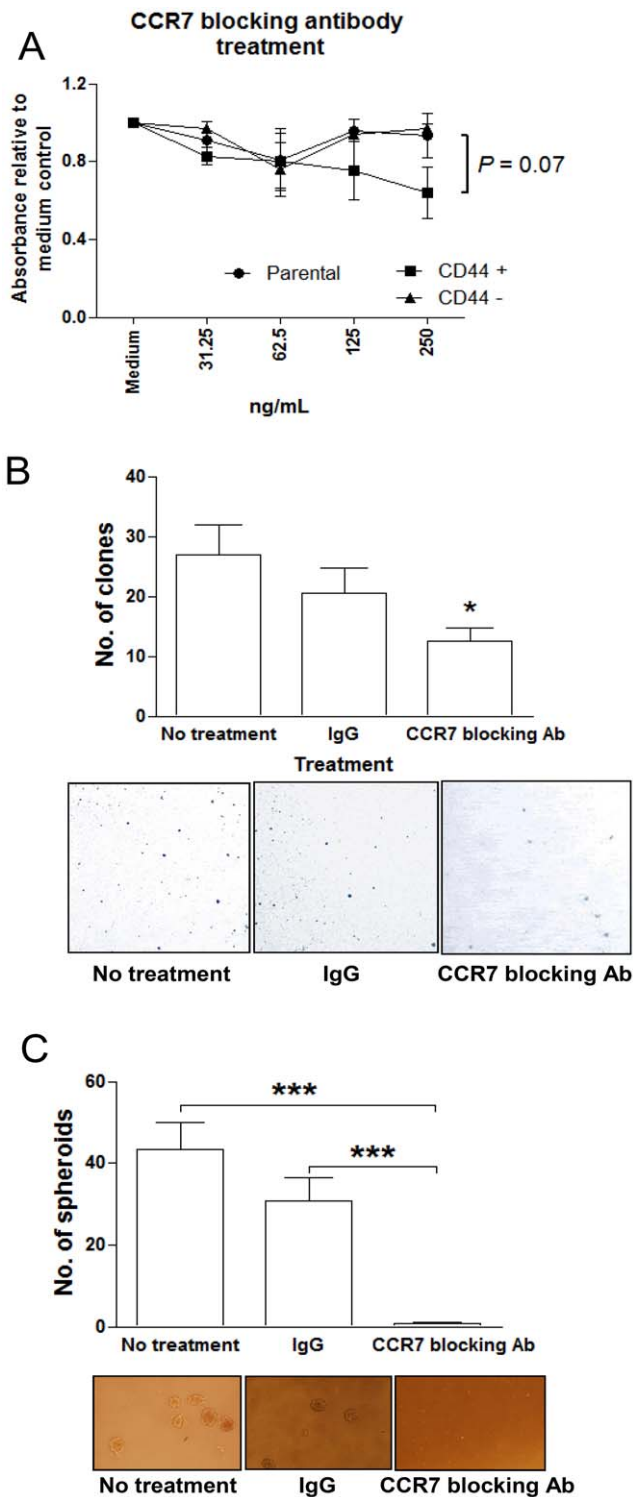 A
CCR7 blocking antibody
treatment
Absorbance relative to
medium control
1.2
0.8
0.4
0.0
P = 0.07
Parental
CD44 +
CD44 -
Medium
31.25
62.5
125
250
ng/mL
B
No. of clones
40
30
20
10
0
*
No treatment
IgG
CCR7 blocking Ab
Treatment
No treatment
IgG
CCR7 blocking Ab
C
No. of spheroids
60
40
20
0
***
***
No treatment
IgG
CCR7 blocking Ab
No treatment
IgG
CCR7 blocking Ab